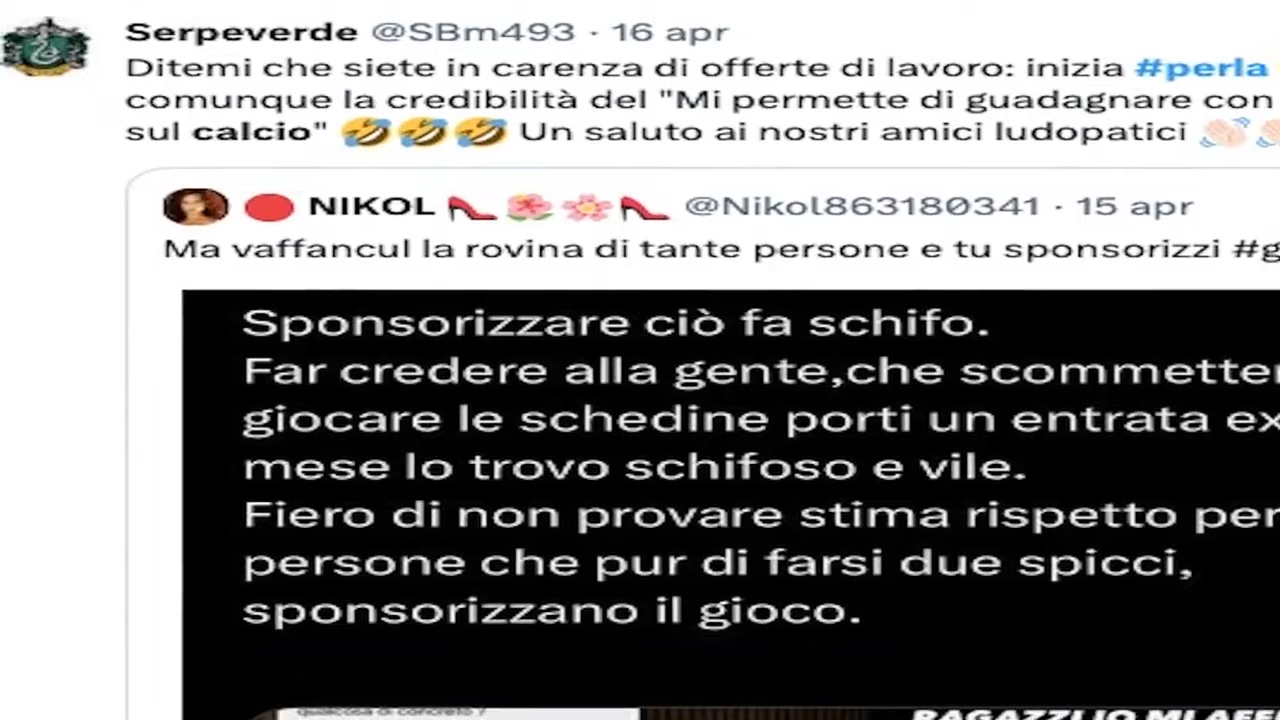 Serpeverde @SBm493 · 16 apr
Ditemi che siete in carenza di offerte di lavoro: inizia #perla
comunque la credibilità del "Mi permette di guadagnare con
sul calcio" 🤣🤣🤣 Un saluto ai nostri amici ludopatici 👏🏻👏🏻
🔴 NIKOL 👠🌺🌸👠 @Nikol863180341 · 15 apr
Ma vaffancul la rovina di tante persone e tu sponsorizzi #g
Sponsorizzare ciò fa schifo.
Far credere alla gente,che scommetter
giocare le schedine porti un entrata ex
mese lo trovo schifoso e vile.
Fiero di non provare stima rispetto per
persone che pur di farsi due spicci,
sponsorizzano il gioco.
qualcosa di concreto ?
RAGAZZI IO MI AFF